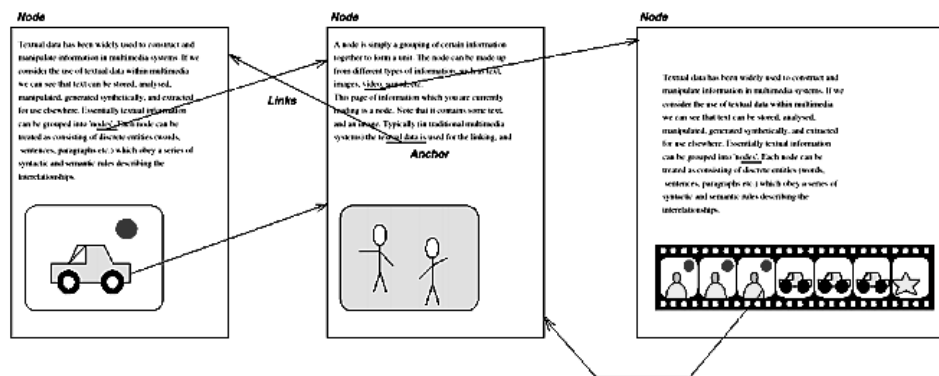 Node
Textual data has been widely used to construct and
manipulate information in multimedia systems. If we
consider the use of textual data within multimedia
we can see that text can be stored, analysed,
manipulated, generated synthetically, and extracted
for use elsewhere. Essentially textual information
can be grouped into 'nodes'. Each node can be
treated as consisting of discrete entities (words,
sentences, paragraphs etc.) which obey a series of
syntactic and semantic rules describing the
interrelationships.
Links
Node
A node is simply a grouping of certain information
together to form a unit. The node can be made up
from different types of information, such as text,
images, video, sound, etc.
This page of information which you are currently
reading is a node. Note that it contains some text,
and an image. Typically (in traditional multimedia
systems) the textual data is used for the linking, and
Anchor
Node
Textual data has been widely used to construct and
manipulate information in multimedia systems. If we
consider the use of textual data within multimedia
we can see that text can be stored, analysed,
manipulated, generated synthetically, and extracted
for use elsewhere. Essentially textual information
can be grouped into 'nodes'. Each node can be
treated as consisting of discrete entities (words,
sentences, paragraphs etc.) which obey a series of
syntactic and semantic rules describing the
interrelationships.